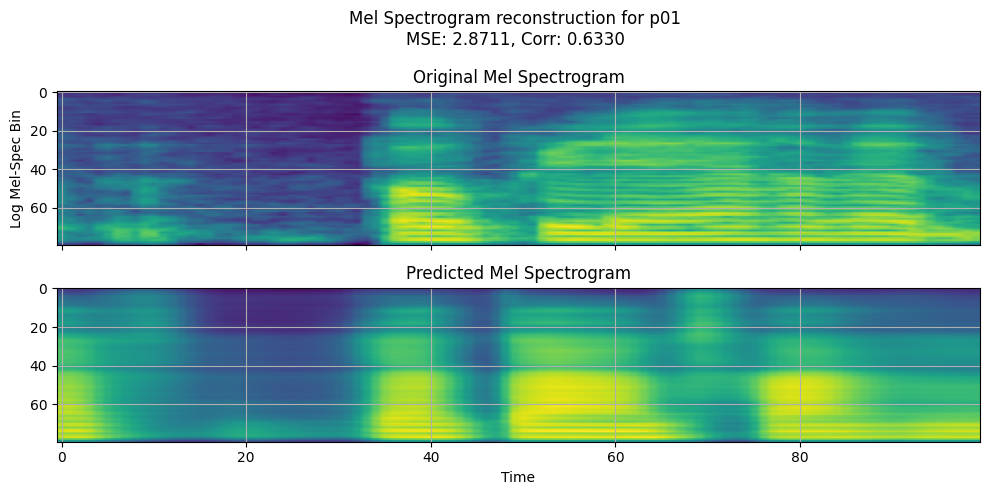 Mel Spectrogram reconstruction for p01
MSE: 2.8711, Corr: 0.6330
Original Mel Spectrogram
Log Mel-Spec Bin
0
20
40
60
Predicted Mel Spectrogram
0
20
40
60
0 20 40 60 80
Time